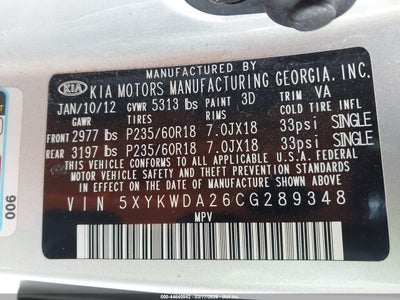 MANUFACTURED BY
KIA KIA MOTORS MANUFACTURING GEORGIA, INC.
JAN/10/12 GVWR 5313 lbs PAINT 3D TRIM VA
GAWR TIRES RIMS COLD TIRE INFL
FRONT 2977 lbs P235/60R18 7.0JX18 33psi SINGLE
REAR 3197 lbs P235/60R18 7.0JX18 33psi SINGLE
THIS VEHICLE CONFORMS TO ALL APPLICABLE FEDERAL
MOTOR VEHICLE SAFETY AND THEFT PREVENTION
STANDARDS IN EFFECT ON THE DATE OF
MANUFACTURE SHOWN ABOVE.
VIN 5XYKWDA26CG289348
MPV
900